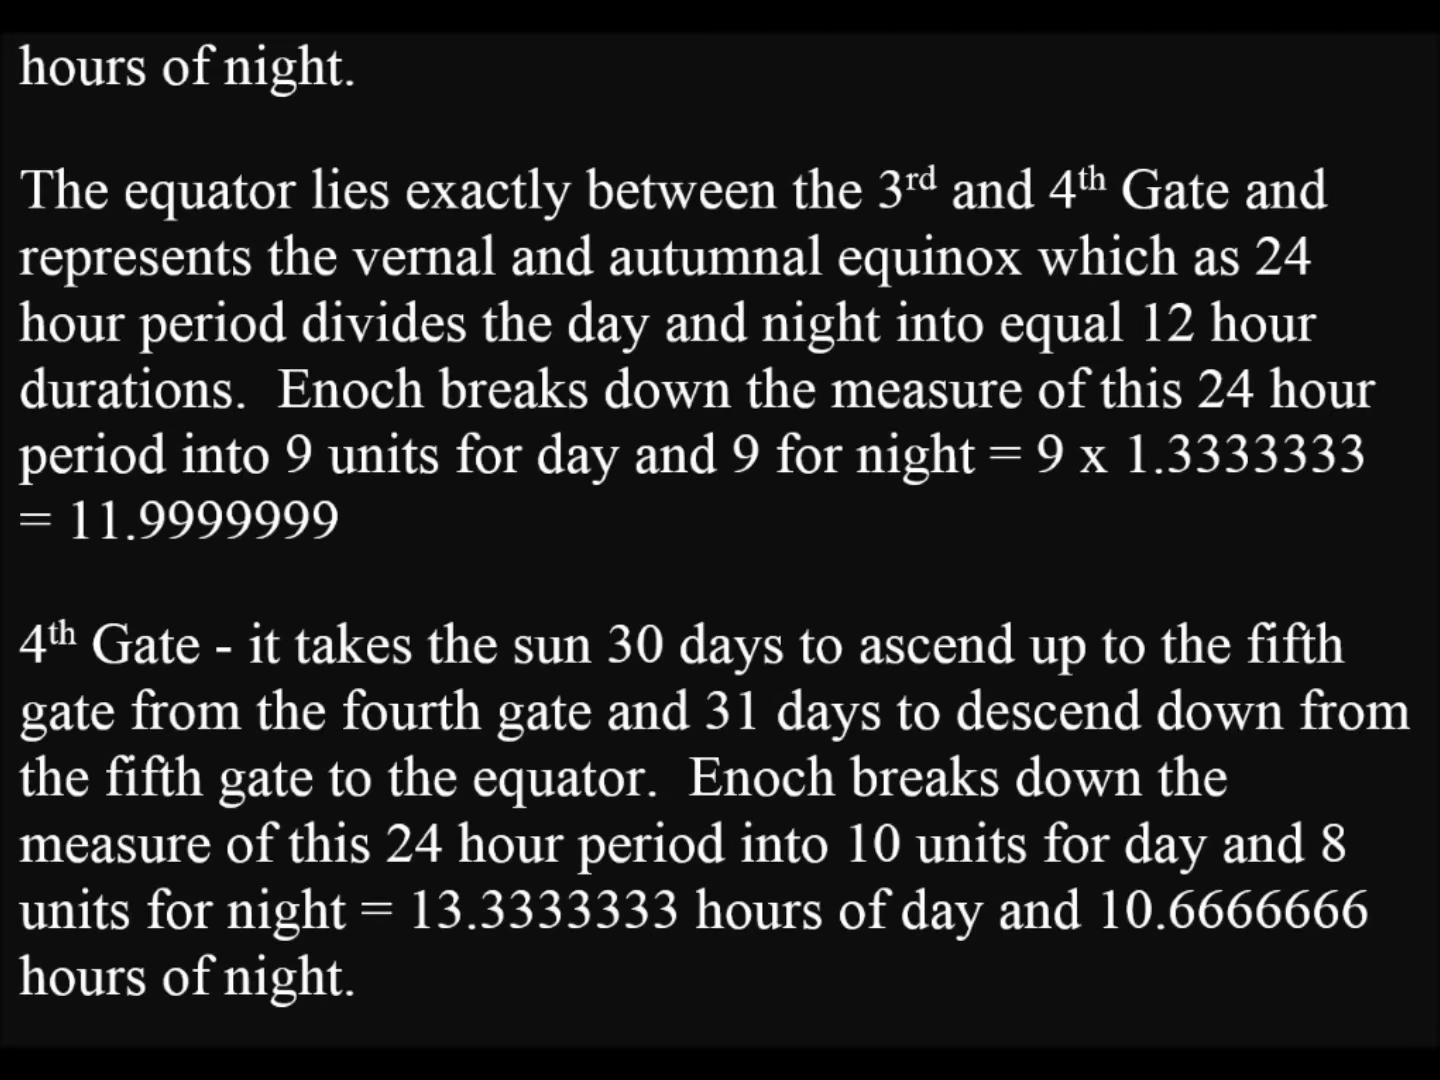 hours of night.
The equator lies exactly between the 3rd and 4th Gate and
represents the vernal and autumnal equinox which as 24
hour period divides the day and night into equal 12 hour
durations.  Enoch breaks down the measure of this 24 hour
period into 9 units for day and 9 for night = 9 x 1.3333333
= 11.9999999
4th Gate - it takes the sun 30 days to ascend up to the fifth
gate from the fourth gate and 31 days to descend down from
the fifth gate to the equator.  Enoch breaks down the
measure of this 24 hour period into 10 units for day and 8
units for night = 13.3333333 hours of day and 10.6666666
hours of night.